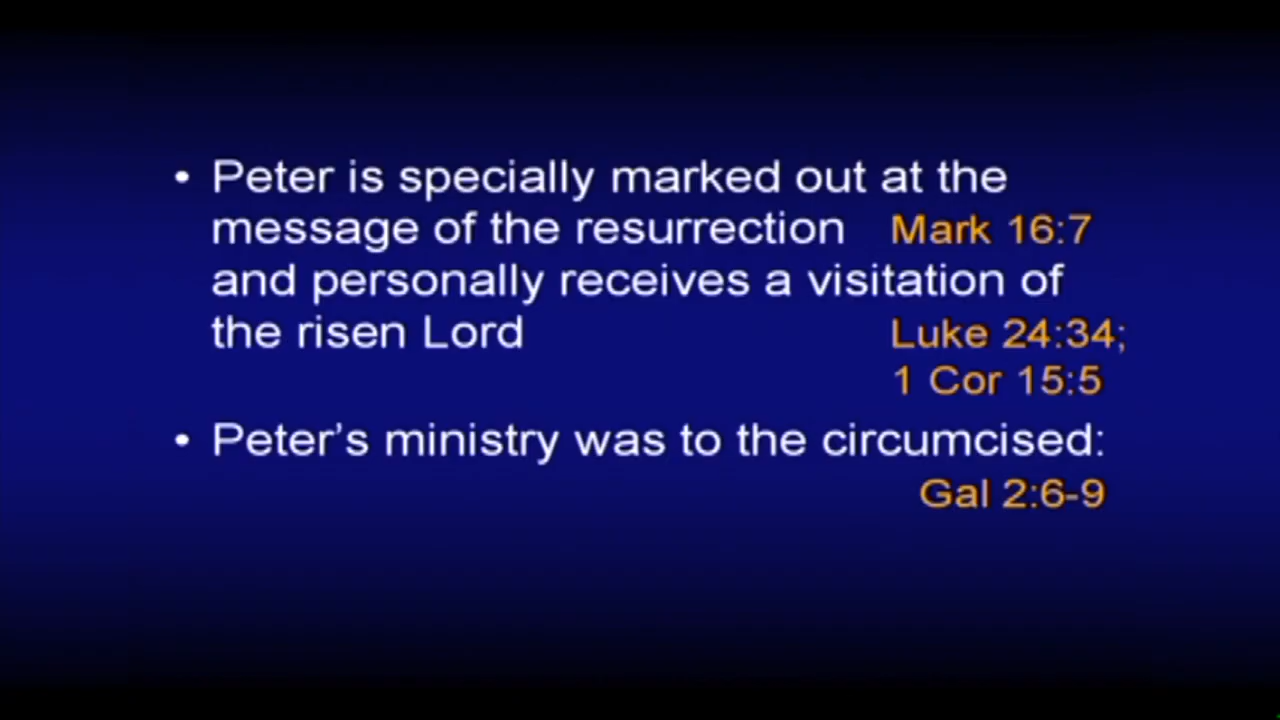 • Peter is specially marked out at the
message of the resurrection Mark 16:7
and personally receives a visitation of
the risen Lord Luke 24:34;
1 Cor 15:5
• Peter’s ministry was to the circumcised:
Gal 2:6-9